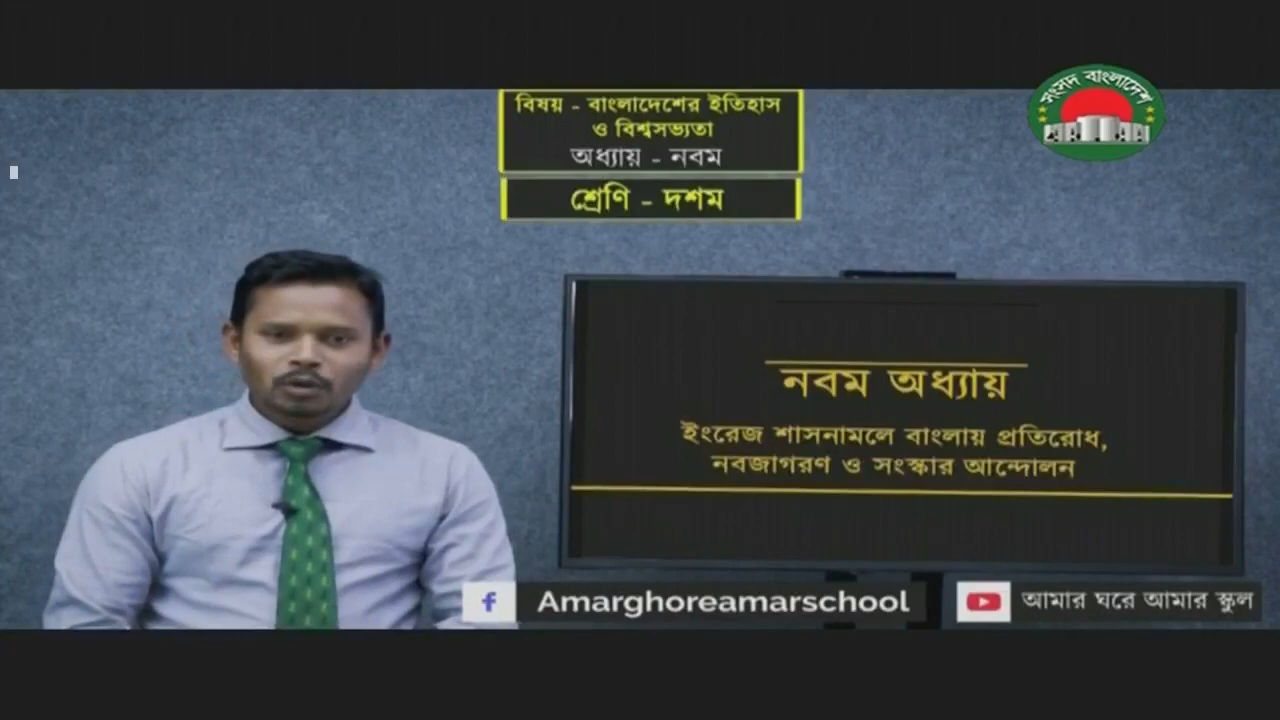 বিষয় - বাংলাদেশের ইতিহাস
ও বিশ্বসভ্যতা
অধ্যায় - নবম
শ্রেণি - দশম
সংসদ বাংলাদেশ
নবম অধ্যায়
ইংরেজ শাসনামলে বাংলায় প্রতিরোধ,
নবজাগরণ ও সংস্কার আন্দোলন
f Amarghoreamarschool
আমার ঘরে আমার স্কুল